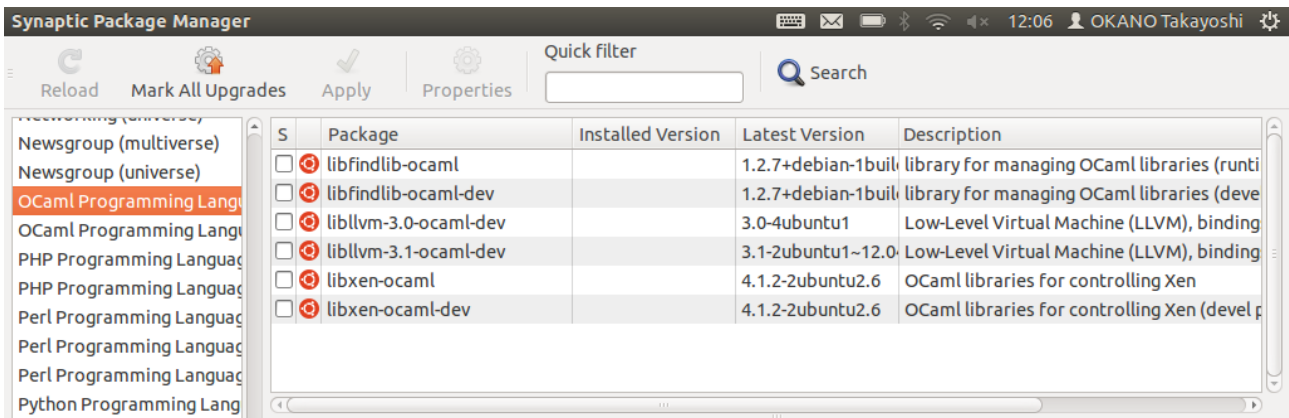 Synaptic Package Manager 12:06 OKANO Takayoshi
Reload Mark All Upgrades Apply Properties Quick filter Search
Newsgroup (multiverse)
Newsgroup (universe)
OCaml Programming Langu
OCaml Programming Langu
PHP Programming Languag
PHP Programming Languag
Perl Programming Languag
Perl Programming Languag
Perl Programming Languag
Python Programming Lang
S Package Installed Version Latest Version Description
libfindlib-ocaml 1.2.7+debian-1buil library for managing OCaml libraries (runti
libfindlib-ocaml-dev 1.2.7+debian-1buil library for managing OCaml libraries (deve
libllvm-3.0-ocaml-dev 3.0-4ubuntu1 Low-Level Virtual Machine (LLVM), binding
libllvm-3.1-ocaml-dev 3.1-2ubuntu1~12.0 Low-Level Virtual Machine (LLVM), binding
libxen-ocaml 4.1.2-2ubuntu2.6 OCaml libraries for controlling Xen
libxen-ocaml-dev 4.1.2-2ubuntu2.6 OCaml libraries for controlling Xen (devel p